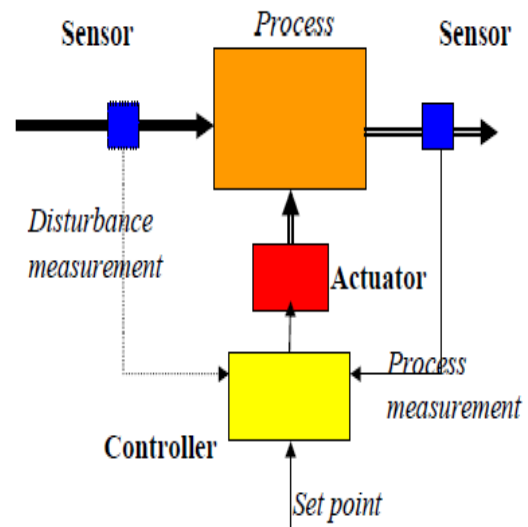 Process
Sensor
Sensor
Disturbance
measurement
Actuator
Process
measurement
Controller
Set point